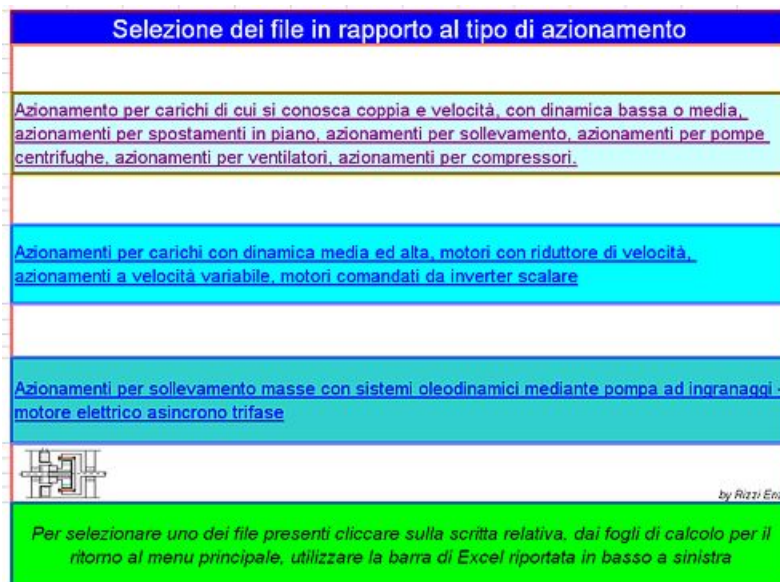 Selezione dei file in rapporto al tipo di azionamento
Azionamento per carichi di cui si conosca coppia e velocità, con dinamica bassa o media,
azionamenti per spostamenti in piano, azionamenti per sollevamento, azionamenti per pompe
centrifughe, azionamenti per ventilatori, azionamenti per compressori.
Azionamenti per carichi con dinamica media ed alta, motori con riduttore di velocità,
azionamenti a velocità variabile, motori comandati da inverter scalare
Azionamenti per sollevamento masse con sistemi oleodinamici mediante pompa ad ingranaggi -
motore elettrico asincrono trifase
by Rizzi
Per selezionare uno dei file presenti cliccare sulla scritta relativa, dai fogli di calcolo per il
ritorno al menu principale, utilizzare la barra di Excel riportata in basso a sinistra